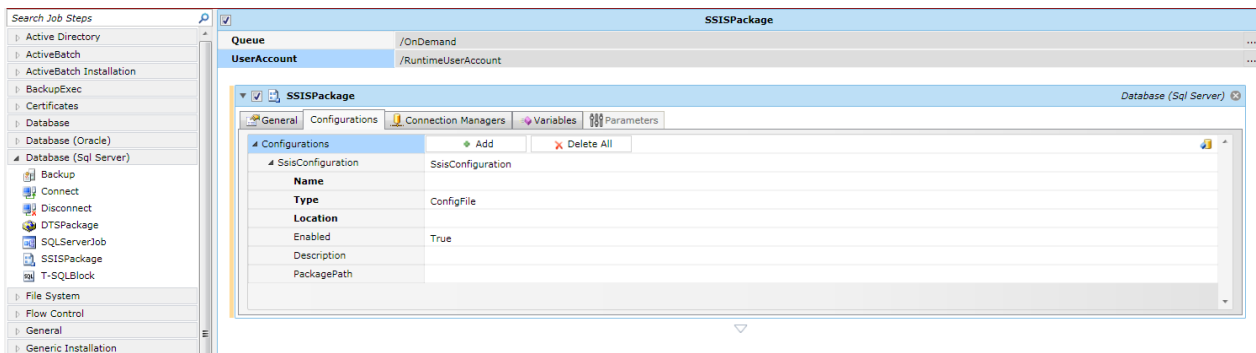 Search Job Steps
Active Directory
ActiveBatch
ActiveBatch Installation
BackupExec
Certificates
Database
Database (Oracle)
Database (Sql Server)
Backup
Connect
Disconnect
DTSPackage
SQLServerJob
SSISPackage
T-SQLBlock
File System
Flow Control
General
Generic Installation
SSISPackage
Queue /OnDemand ...
UserAccount /RuntimeUserAccount ...
SSISPackage Database (Sql Server)
General Configurations Connection Managers Variables Parameters
Configurations Add Delete All
SsisConfiguration SsisConfiguration
Name
Type ConfigFile
Location
Enabled True
Description
PackagePath